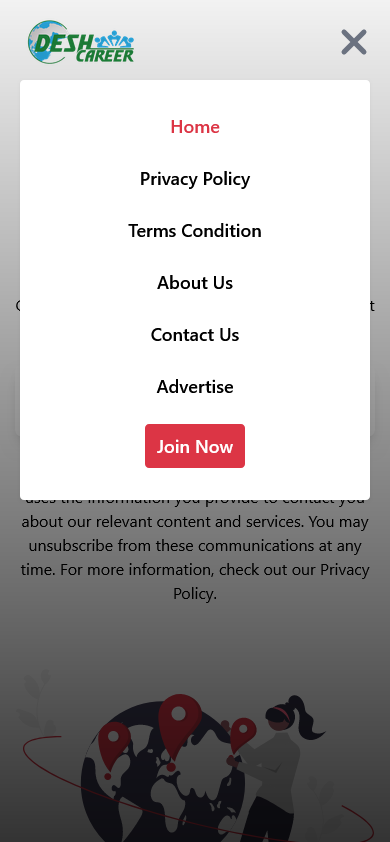 DESH
CAREER
Home
Privacy Policy
Terms Condition
About Us
Contact Us
Advertise
Join Now
uses the information you provide to contact you
about our relevant content and services. You may
unsubscribe from these communications at any
time. For more information, check out our Privacy
Policy.